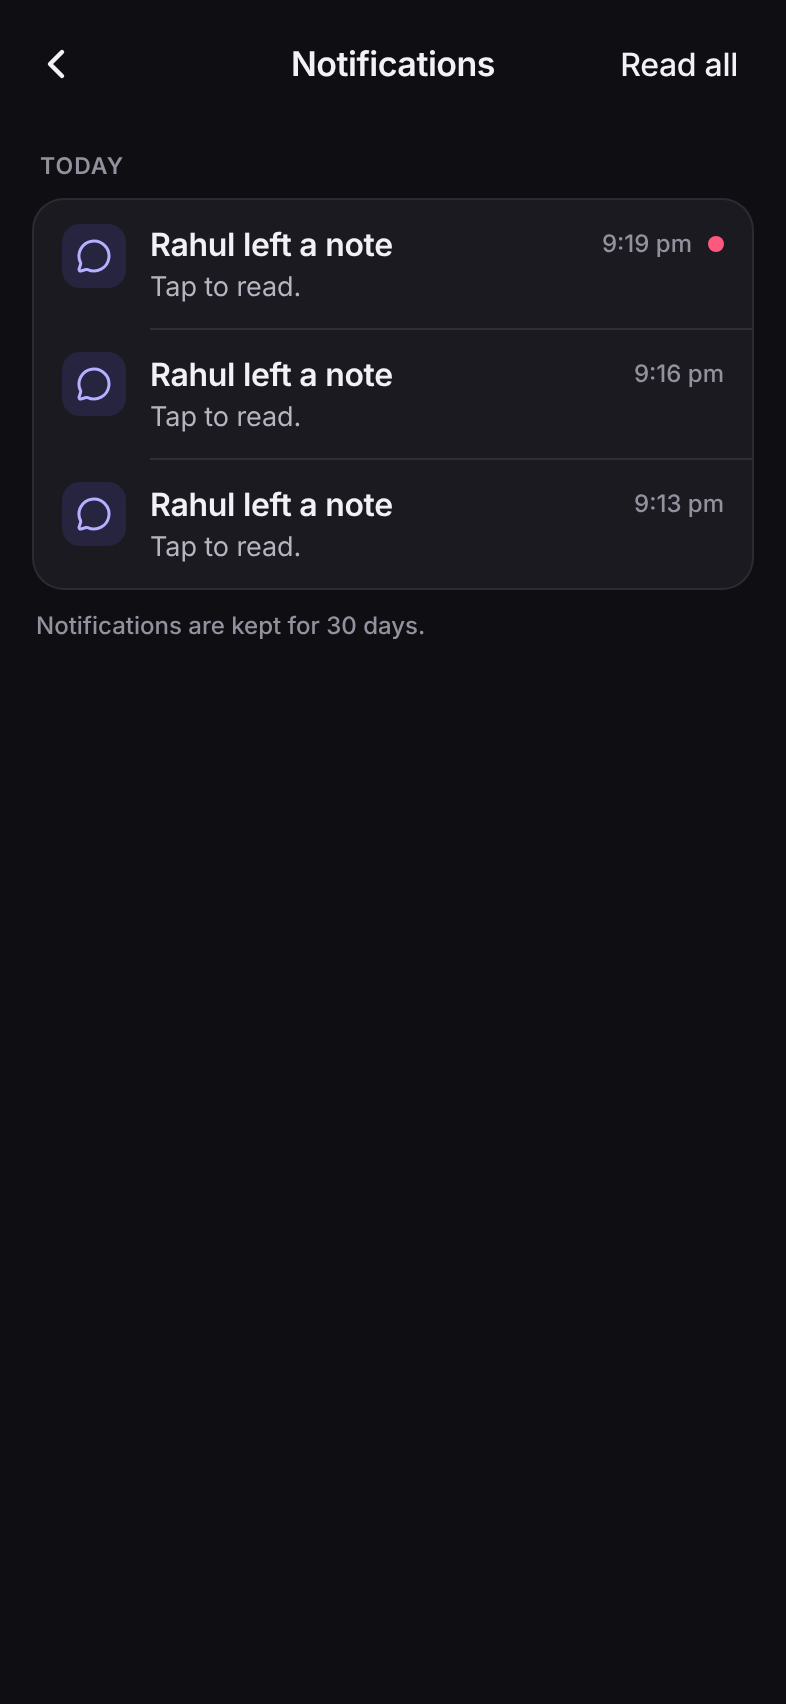 Notifications
Read all
TODAY
Rahul left a note
9:19 pm
Tap to read.
Rahul left a note
9:16 pm
Tap to read.
Rahul left a note
9:13 pm
Tap to read.
Notifications are kept for 30 days.